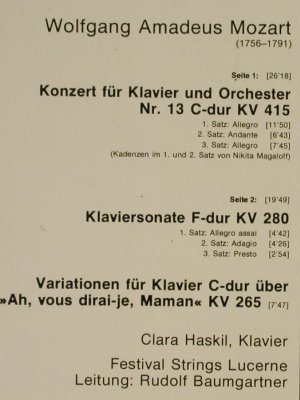 Wolfgang Amadeus Mozart
(1756–1791)
Seite 1: [26'18]
Konzert für Klavier und Orchester
Nr. 13 C-dur KV 415
1. Satz: Allegro [11'50]
2. Satz: Andante [6'43]
3. Satz: Allegro [7'45]
(Kadenzen im 1. und 2. Satz von Nikita Magaloff)
Seite 2: [19'49]
Klaviersonate F-dur KV 280
1. Satz: Allegro assai [4'42]
2. Satz: Adagio [4'26]
3. Satz: Presto [2'54]
Variationen für Klavier C-dur über
»Ah, vous dirai-je, Maman« KV 265 [7'47]
Clara Haskil, Klavier
Festival Strings Lucerne
Leitung: Rudolf Baumgartner